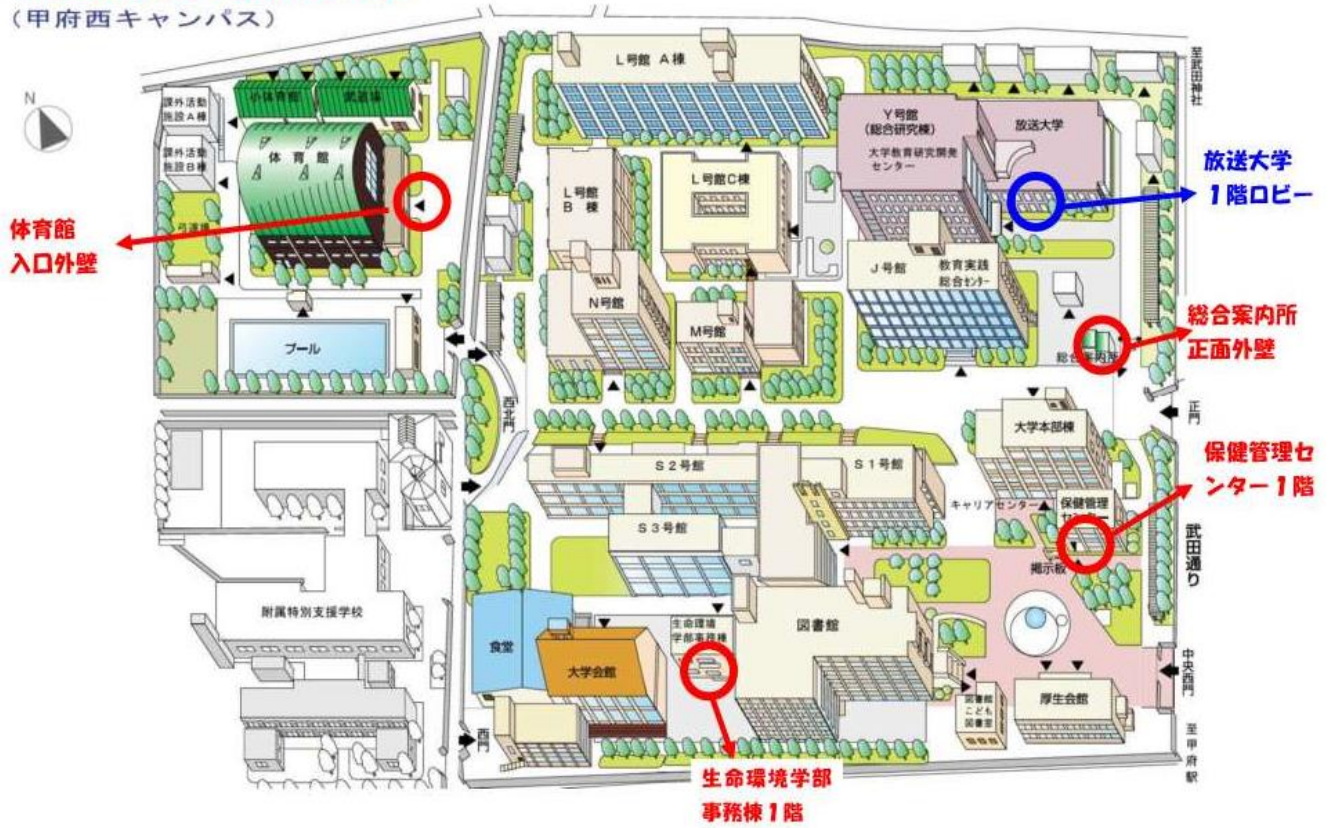 （甲府西キャンパス）
N
課外活動
施設A棟
小体育館
武道場
課外活動
施設B棟
体育館
弓道場
体育館
入口外壁
プール
L号館 A棟
L号館
B 棟
L号館C棟
N号館
M号館
Y号館
（総合研究棟）
大学教育研究開発
センター
放送大学
至武田神社
放送大学
１階ロビー
J号館
教育実践
総合センター
総合案内所
総合案内所
正面外壁
正門
西北門
大学本部棟
S2号館
S1号館
キャリアセンター
保健管理
センター
保健管理セ
ンター１階
S3号館
掲示板
武田通り
附属特別支援学校
食堂
大学会館
生命環境
学部事務棟
図書館
中央西門
図書館
こども
図書室
厚生会館
西門
至甲府駅
生命環境学部
事務棟１階